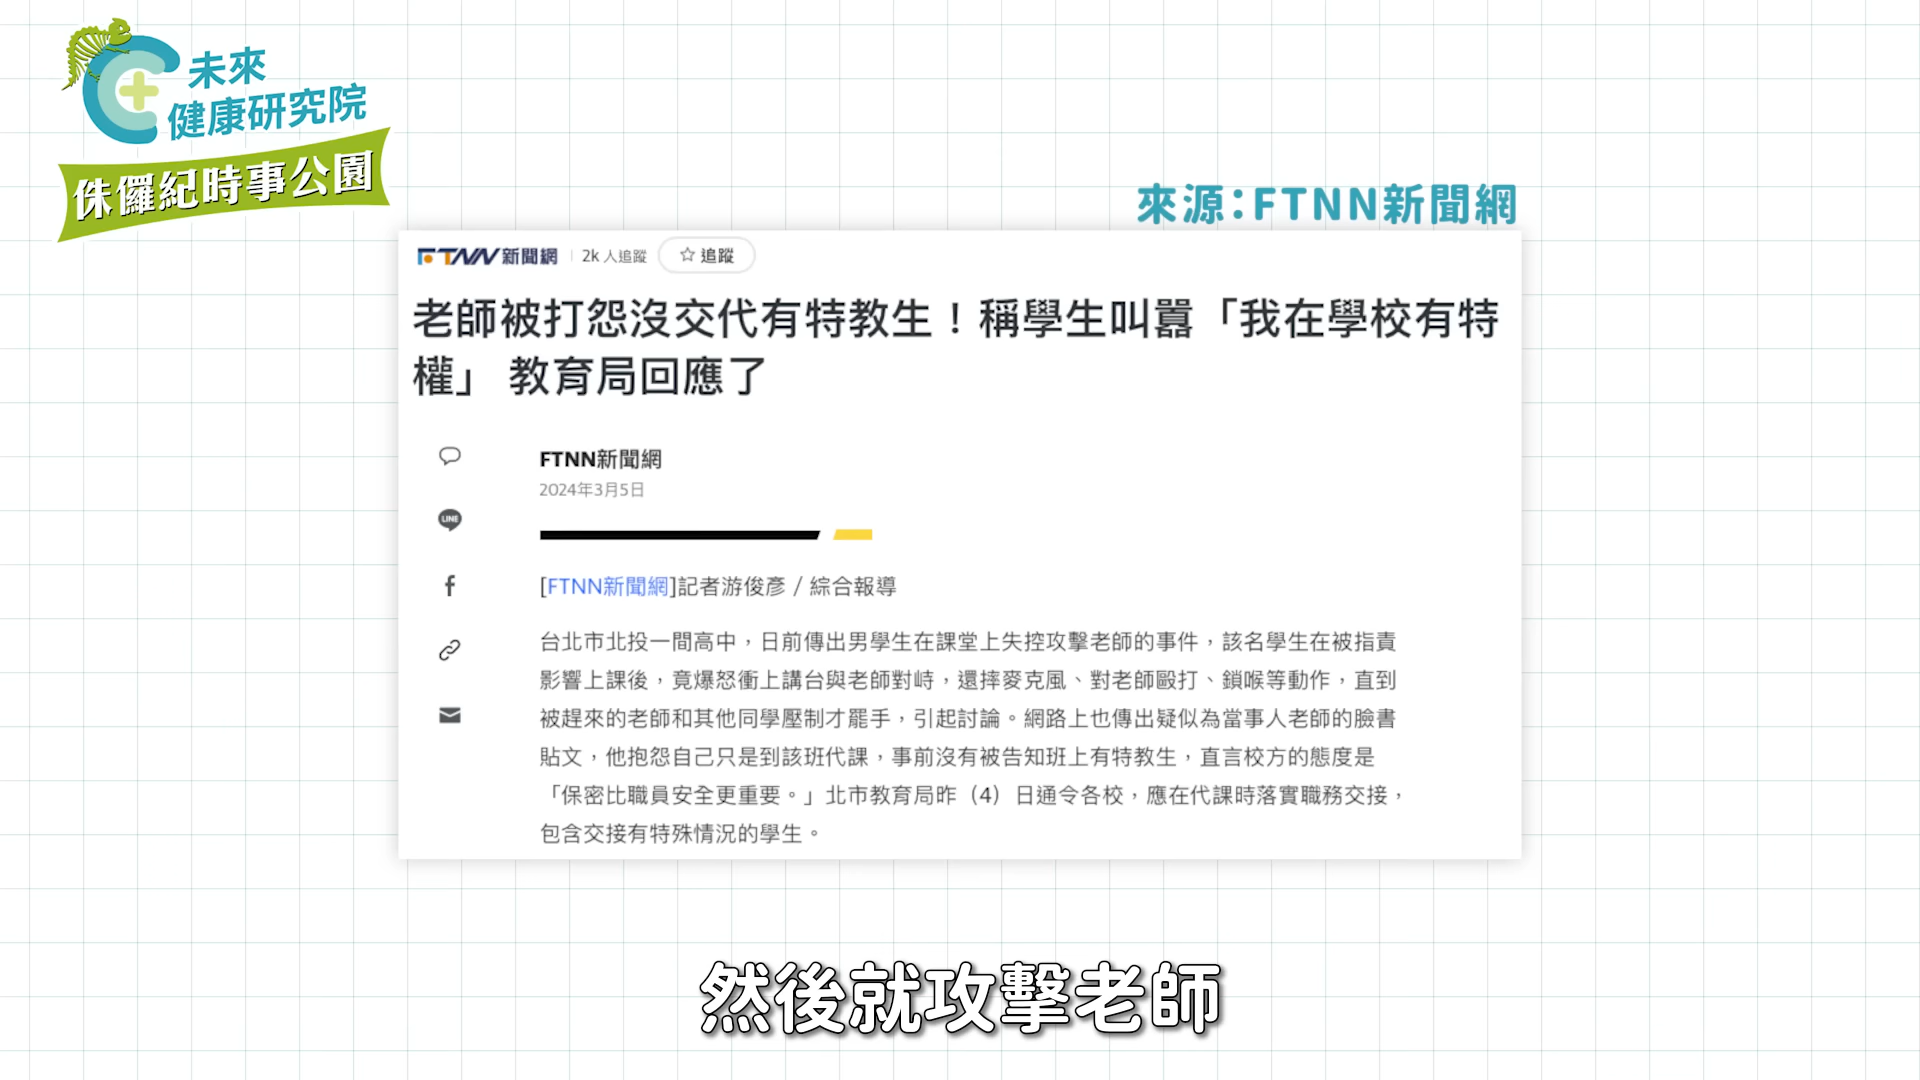 未來
健康研究院
侏儸紀時事公園
來源:FTNN新聞網
FTNN新聞網 2k 人追蹤 ☆ 追蹤
老師被打怨沒交代有特教生！稱學生叫囂「我在學校有特
權」 教育局回應了
FTNN新聞網
2024年3月5日
LINE
[FTNN新聞網]記者游俊彥 / 綜合報導
台北市北投一間高中，日前傳出男學生在課堂上失控攻擊老師的事件，該名學生在被指責
影響上課後，竟爆怒衝上講台與老師對峙，還摔麥克風、對老師毆打、鎖喉等動作，直到
被趕來的老師和其他同學壓制才罷手，引起討論。網路上也傳出疑似為當事人老師的臉書
貼文，他抱怨自己只是到該班代課，事前沒有被告知班上有特教生，直言校方的態度是
「保密比職員安全更重要。」北市教育局昨（4）日通令各校，應在代課時落實職務交接，
包含交接有特殊情況的學生。
然後就攻擊老師